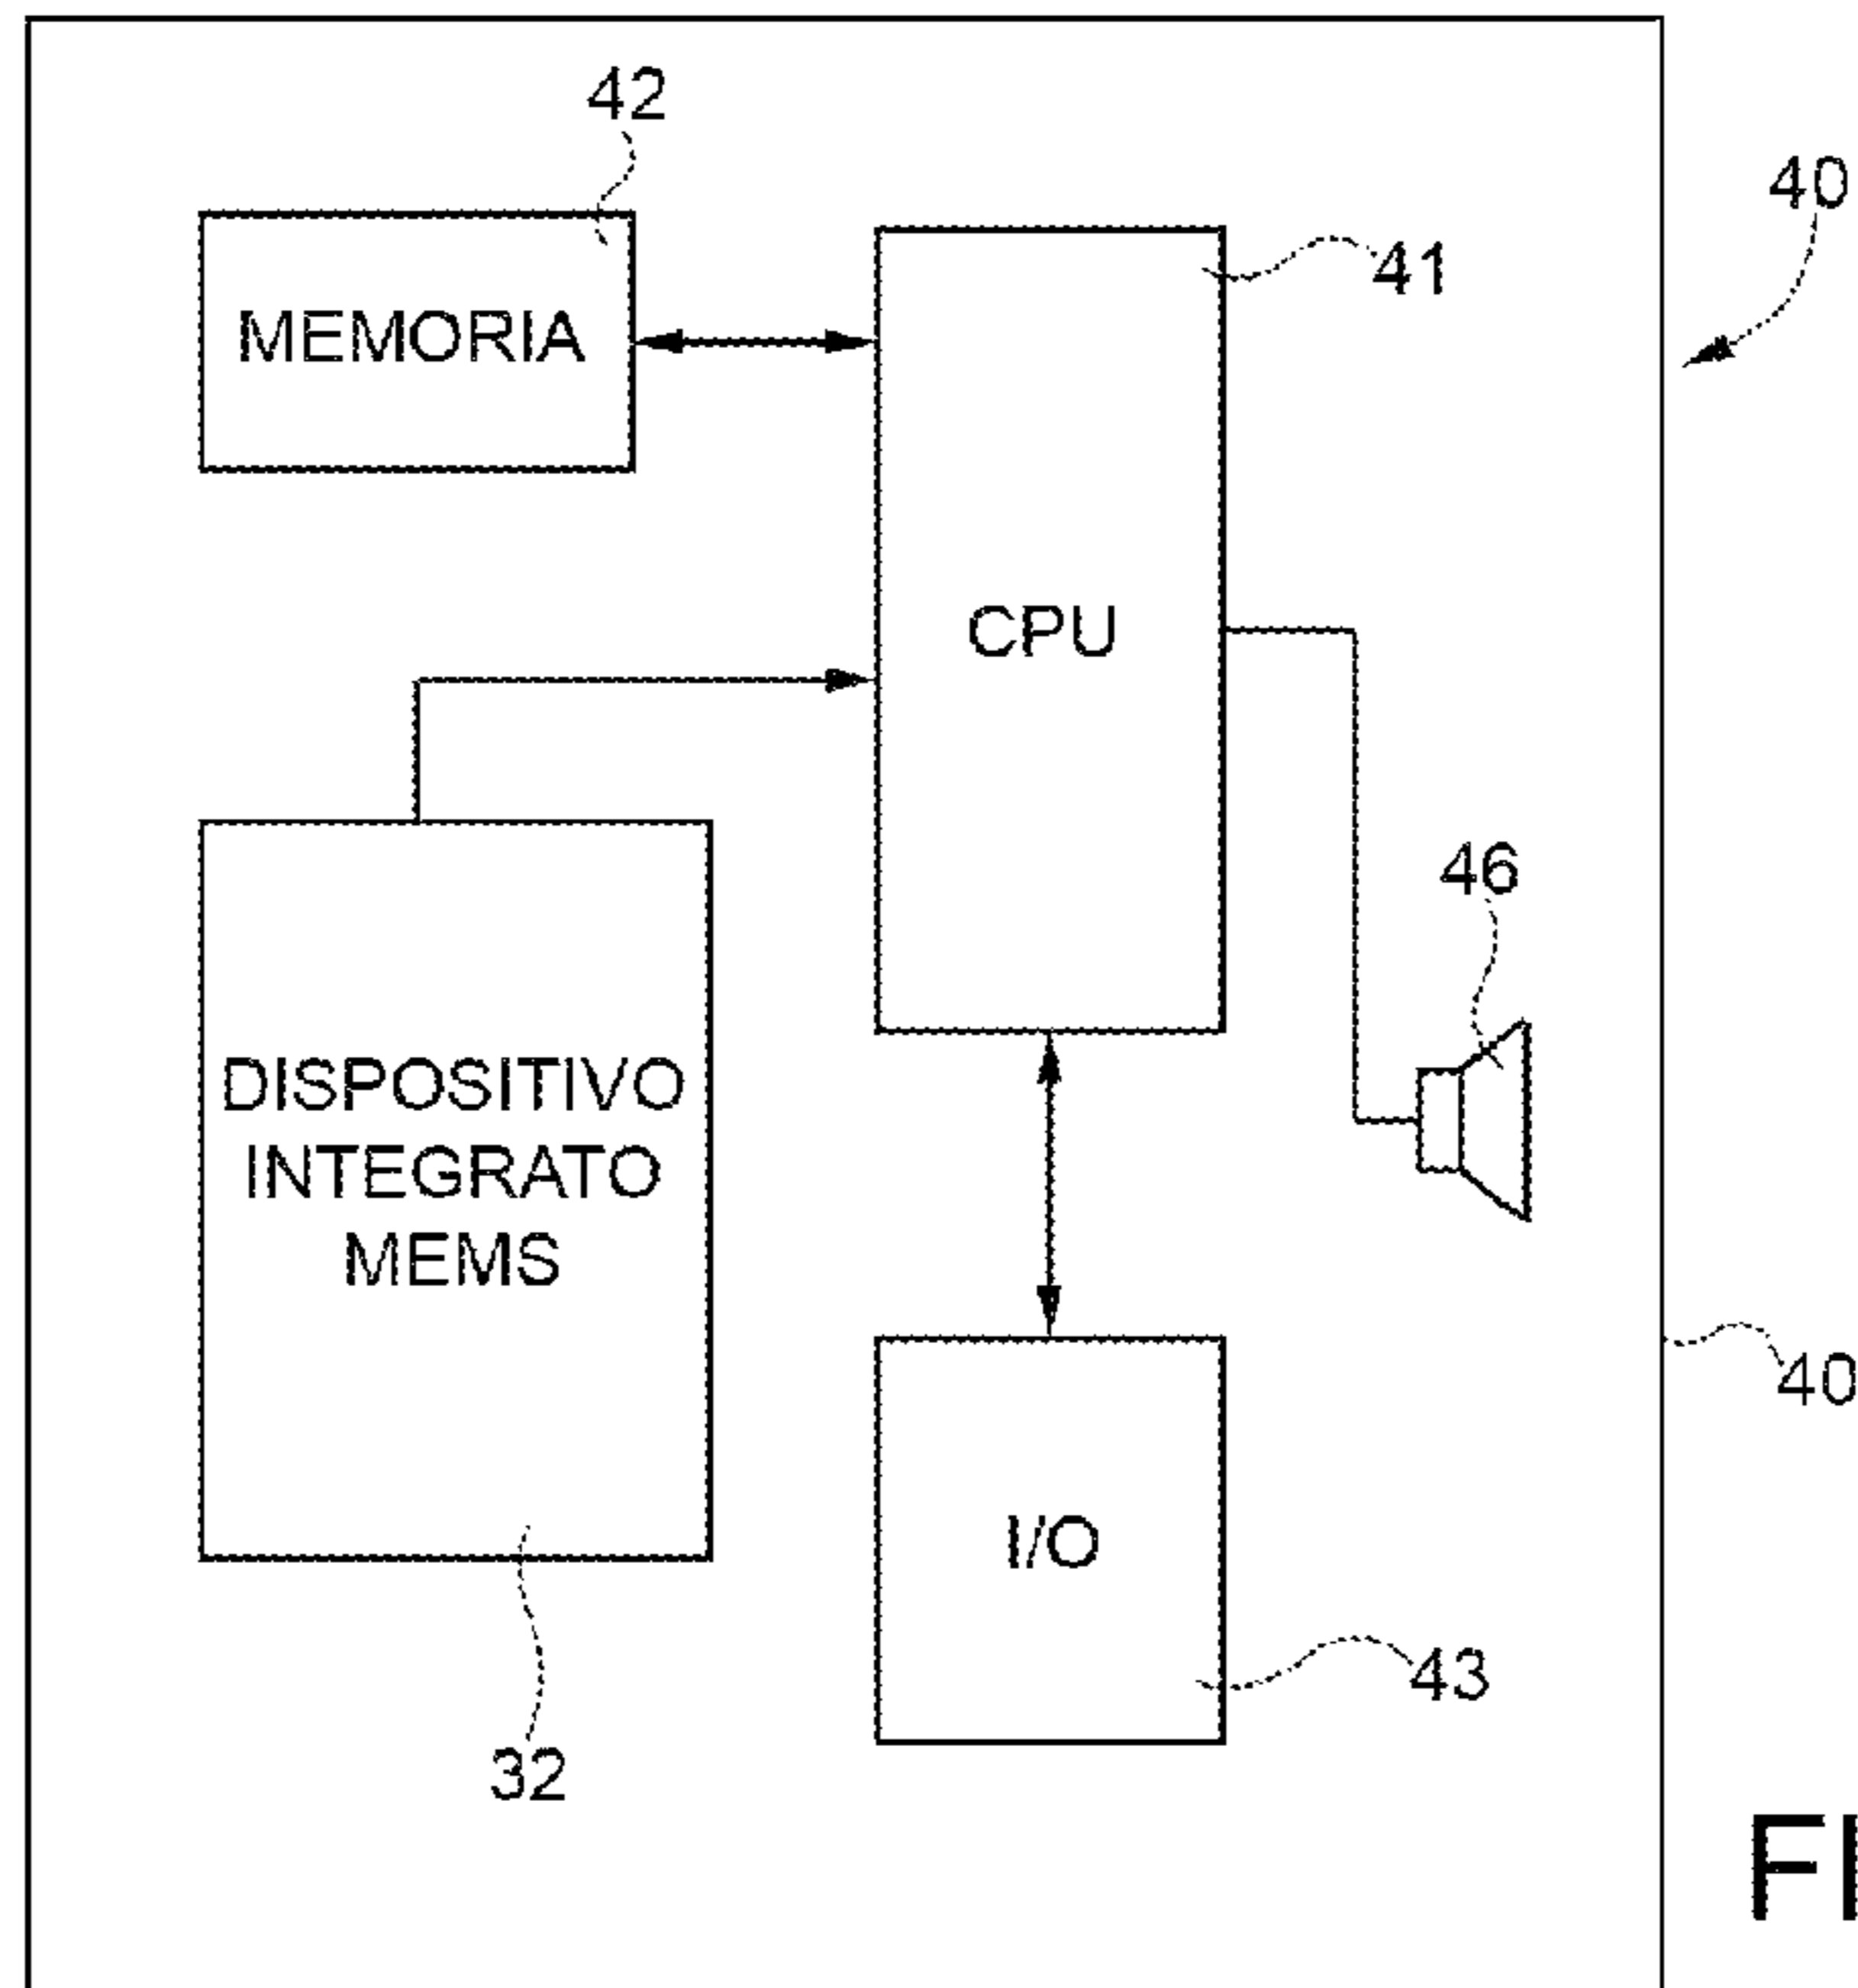 42
40
41
MEMORIA
CPU
46
DISPOSITIVO
INTEGRATO
MEMS
40
I/O
43
32
FI